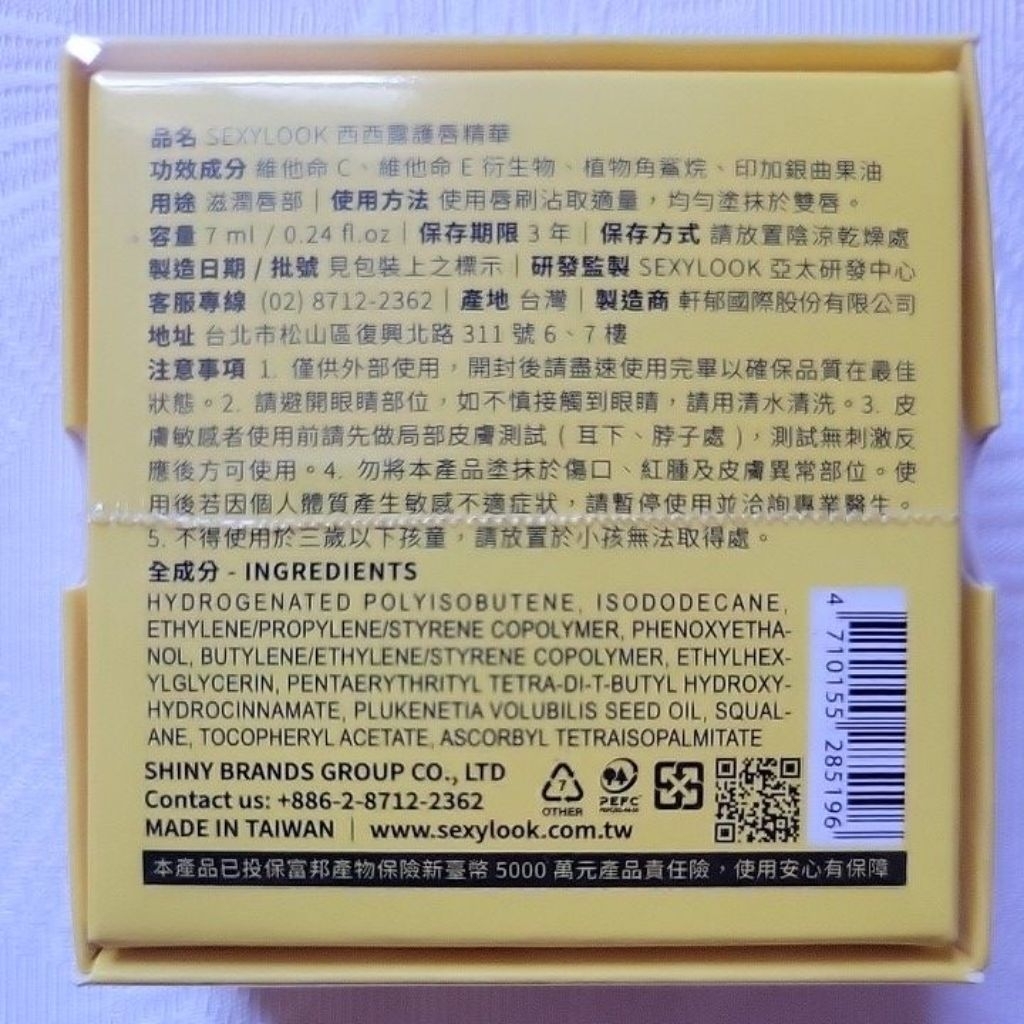 品名 SEXYLOOK 西西露護唇精華
功效成分 維他命 C、維他命 E 衍生物、植物角鯊烷、印加銀曲果油
用途 滋潤唇部｜使用方法 使用唇刷沾取適量，均勻塗抹於雙唇。
容量 7 ml / 0.24 fl.oz｜保存期限 3 年｜保存方式 請放置陰涼乾燥處
製造日期 / 批號 見包裝上之標示｜研發監製 SEXYLOOK 亞太研發中心
客服專線 (02) 8712-2362｜產地 台灣｜製造商 軒郁國際股份有限公司
地址 台北市松山區復興北路 311 號 6、7 樓
注意事項 1. 僅供外部使用，開封後請盡速使用完畢以確保品質在最佳
狀態。2. 請避開眼睛部位，如不慎接觸到眼睛，請用清水清洗。3. 皮
膚敏感者使用前請先做局部皮膚測試 ( 耳下、脖子處 )，測試無刺激反
應後方可使用。4. 勿將本產品塗抹於傷口、紅腫及皮膚異常部位。使
用後若因個人體質產生敏感不適症狀，請暫停使用並洽詢專業醫生。
5. 不得使用於三歲以下孩童，請放置於小孩無法取得處。
全成分 - INGREDIENTS
HYDROGENATED POLYISOBUTENE, ISODODECANE,
ETHYLENE/PROPYLENE/STYRENE COPOLYMER, PHENOXYETHA-
NOL, BUTYLENE/ETHYLENE/STYRENE COPOLYMER, ETHYLHEX-
YLGLYCERIN, PENTAERYTHRITYL TETRA-DI-T-BUTYL HYDROXY-
HYDROCINNAMATE, PLUKENETIA VOLUBILIS SEED OIL, SQUAL-
ANE, TOCOPHERYL ACETATE, ASCORBYL TETRAISOPALMITATE
SHINY BRANDS GROUP CO., LTD
Contact us: +886-2-8712-2362
MADE IN TAIWAN｜www.sexylook.com.tw
7
OTHER
PEFC
4 710155 285196
本產品已投保富邦產物保險新臺幣 5000 萬元產品責任險，使用安心有保障